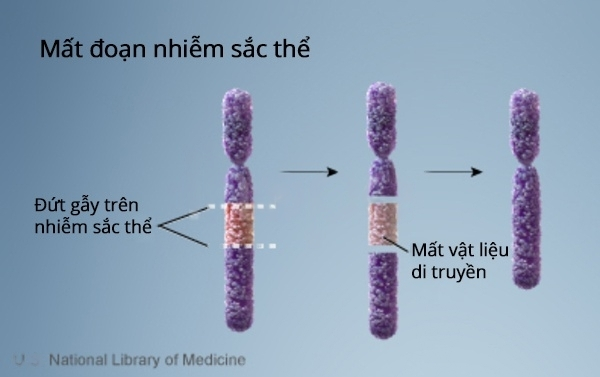 Mất đoạn nhiễm sắc thể
Đứt gẫy trên
nhiễm sắc thể
Mất vật liệu
di truyền
U.S. National Library of Medicine